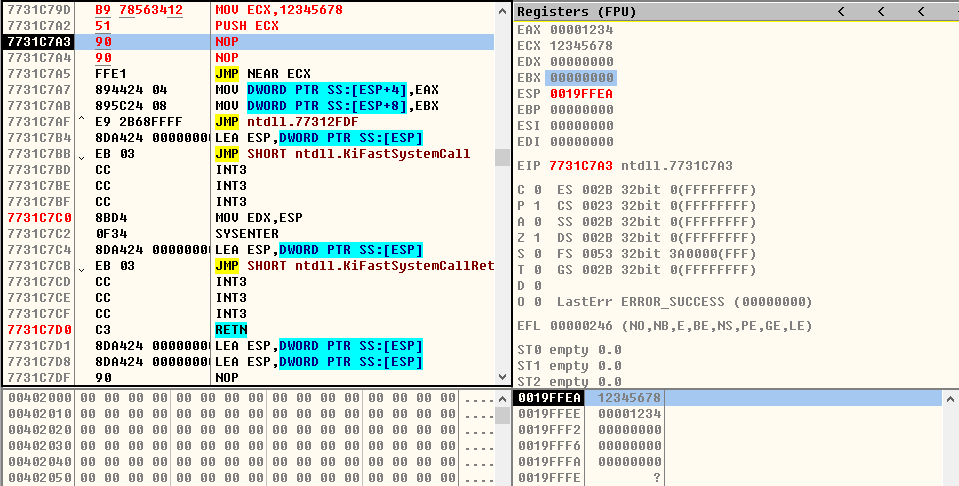 7731C79D B9 78563412 MOV ECX,12345678
7731C7A2 51 PUSH ECX
7731C7A3 90 NOP
7731C7A4 90 NOP
7731C7A5 FFE1 JMP NEAR ECX
7731C7A7 894424 04 MOV DWORD PTR SS:[ESP+4],EAX
7731C7AB 895C24 08 MOV DWORD PTR SS:[ESP+8],EBX
7731C7AF ^ E9 2B68FFFF JMP ntdll.77312FDF
7731C7B4 8DA424 0000000 LEA ESP,DWORD PTR SS:[ESP]
7731C7BB ⌄ EB 03 JMP SHORT ntdll.KiFastSystemCall
7731C7BD CC INT3
7731C7BE CC INT3
7731C7BF CC INT3
7731C7C0 8BD4 MOV EDX,ESP
7731C7C2 0F34 SYSENTER
7731C7C4 8DA424 0000000 LEA ESP,DWORD PTR SS:[ESP]
7731C7CB ⌄ EB 03 JMP SHORT ntdll.KiFastSystemCallRet
7731C7CD CC INT3
7731C7CE CC INT3
7731C7CF CC INT3
7731C7D0 C3 RETN
7731C7D1 8DA424 0000000 LEA ESP,DWORD PTR SS:[ESP]
7731C7D8 8DA424 0000000 LEA ESP,DWORD PTR SS:[ESP]
7731C7DF 90 NOP
Registers (FPU) < < <
EAX 00001234
ECX 12345678
EDX 00000000
EBX 00000000
ESP 0019FFEA
EBP 00000000
ESI 00000000
EDI 00000000
EIP 7731C7A3 ntdll.7731C7A3
C 0 ES 002B 32bit 0(FFFFFFFF)
P 1 CS 0023 32bit 0(FFFFFFFF)
A 0 SS 002B 32bit 0(FFFFFFFF)
Z 1 DS 002B 32bit 0(FFFFFFFF)
S 0 FS 0053 32bit 3A0000(FFF)
T 0 GS 002B 32bit 0(FFFFFFFF)
D 0
O 0 LastErr ERROR_SUCCESS (00000000)
EFL 00000246 (NO,NB,E,BE,NS,PE,GE,LE)
ST0 empty 0.0
ST1 empty 0.0
ST2 empty 0.0
00402000 00 00 00 00 00 00 00 00 00 00 00 00 00 00 00 00 ....
00402010 00 00 00 00 00 00 00 00 00 00 00 00 00 00 00 00 ....
00402020 00 00 00 00 00 00 00 00 00 00 00 00 00 00 00 00 ....
00402030 00 00 00 00 00 00 00 00 00 00 00 00 00 00 00 00 ....
00402040 00 00 00 00 00 00 00 00 00 00 00 00 00 00 00 00 ....
00402050 00 00 00 00 00 00 00 00 00 00 00 00 00 00 00 00 ....
0019FFEA 12345678
0019FFEE 00001234
0019FFF2 00000000
0019FFF6 00000000
0019FFFA 00000000
0019FFFE ?